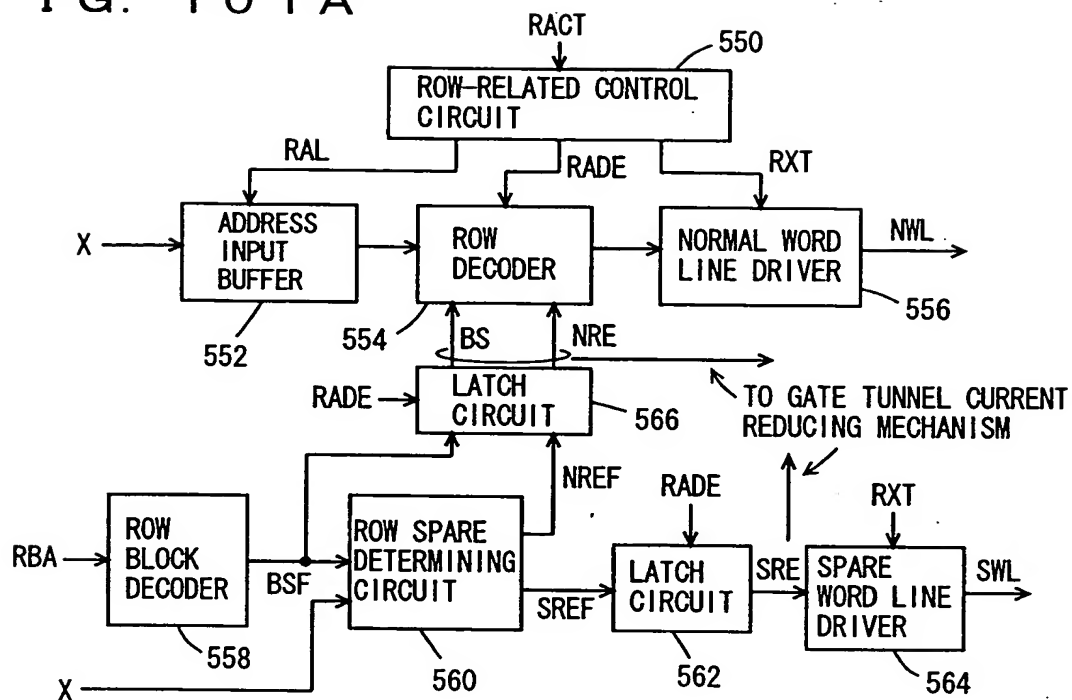 IG. 101A
RACT
550
ROW-RELATED CONTROL
CIRCUIT
RAL
RADE
RXT
X
ADDRESS
INPUT
BUFFER
ROW
DECODER
NORMAL WORD
LINE DRIVER
NWL
552
554
556
BS
NRE
RADE
LATCH
CIRCUIT
566
TO GATE TUNNEL CURRENT
REDUCING MECHANISM
NREF
RADE
RXT
RBA
ROW
BLOCK
DECODER
BSF
ROW SPARE
DETERMINING
CIRCUIT
SREF
LATCH
CIRCUIT
SRE
SPARE
WORD LINE
DRIVER
SWL
558
560
562
564
X